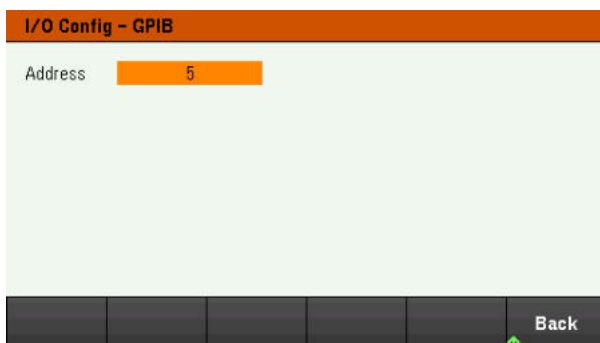 I/O Config – GPIB
Address 5
Back